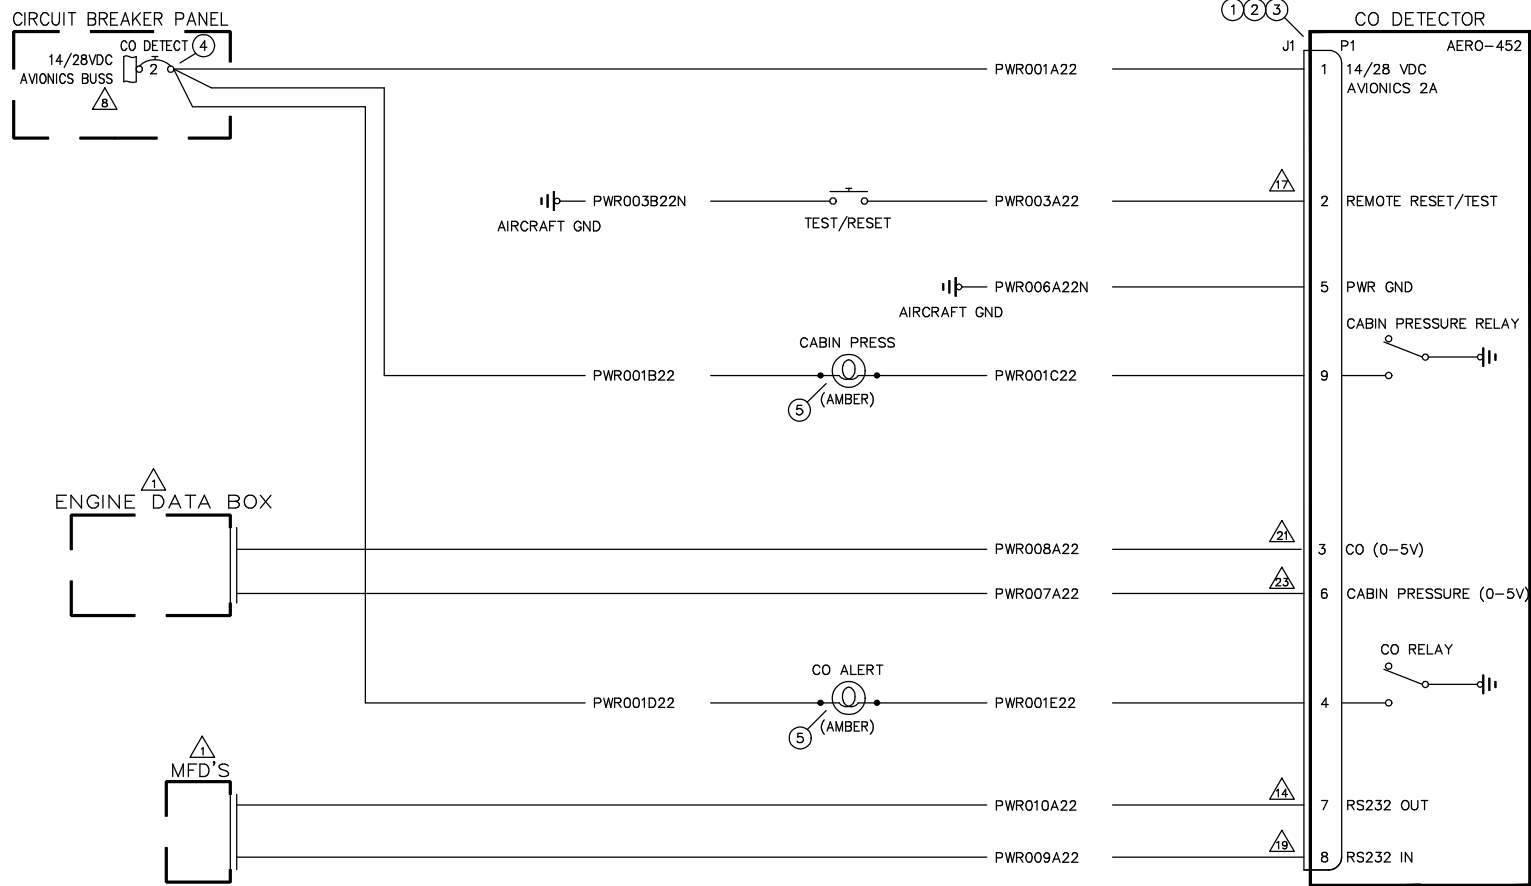 CIRCUIT BREAKER PANEL
CO DETECT 4
14/28VDC
AVIONICS BUSS
2
8
1 2 3
CO DETECTOR
J1 P1 AERO-452
PWR001A22 1 14/28 VDC
AVIONICS 2A
17
PWR003B22N PWR003A22 2 REMOTE RESET/TEST
AIRCRAFT GND TEST/RESET
PWR006A22N 5 PWR GND
AIRCRAFT GND
CABIN PRESSURE RELAY
CABIN PRESS
PWR001B22 PWR001C22 9
5 (AMBER)
1
ENGINE DATA BOX
21
PWR008A22 3 CO (0-5V)
23
PWR007A22 6 CABIN PRESSURE (0-5V)
CO RELAY
CO ALERT
PWR001D22 PWR001E22 4
5 (AMBER)
1
MFD'S
14
PWR010A22 7 RS232 OUT
19
PWR009A22 8 RS232 IN